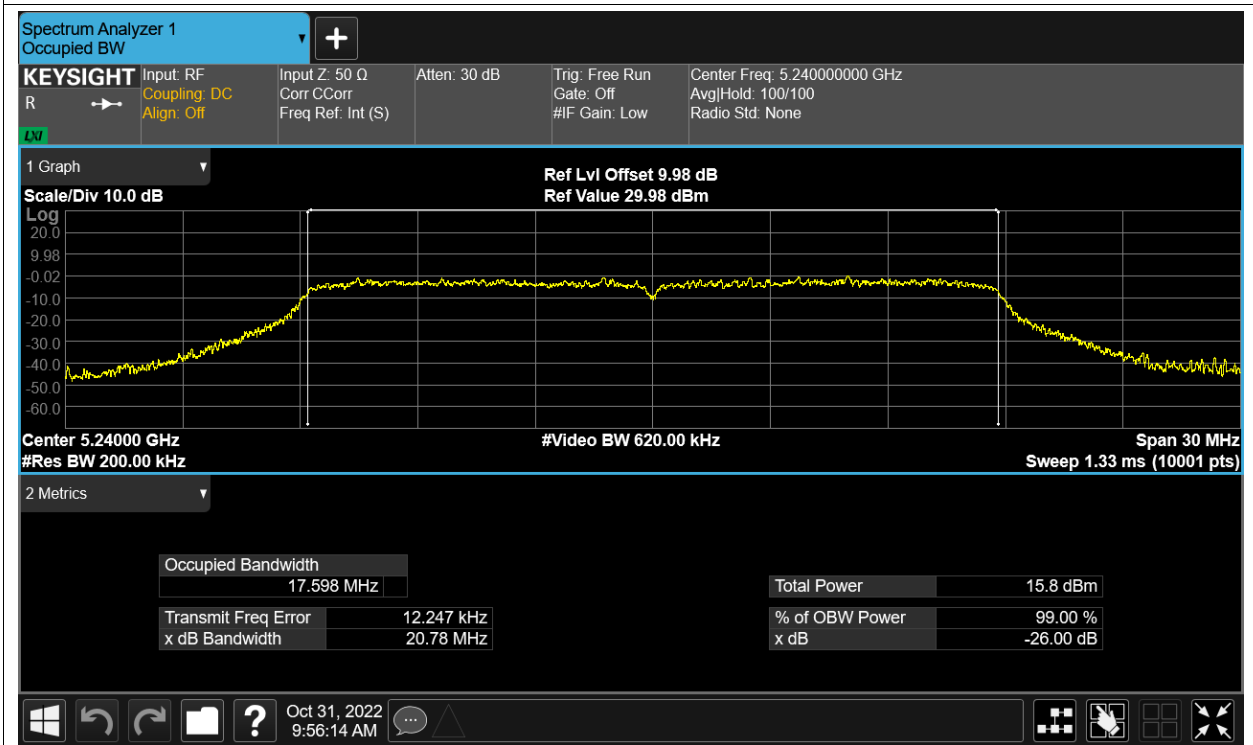 Spectrum Analyzer 1
Occupied BW
KEYSIGHT
R
LXI
Input: RF
Coupling: DC
Align: Off
Input Z: 50 Ω
Corr CCorr
Freq Ref: Int (S)
Atten: 30 dB
Trig: Free Run
Gate: Off
#IF Gain: Low
Center Freq: 5.240000000 GHz
Avg|Hold: 100/100
Radio Std: None
1 Graph
Scale/Div 10.0 dB
Ref Lvl Offset 9.98 dB
Ref Value 29.98 dBm
Log
20.0
9.98
-0.02
-10.0
-20.0
-30.0
-40.0
-50.0
-60.0
Center 5.24000 GHz
#Res BW 200.00 kHz
#Video BW 620.00 kHz
Span 30 MHz
Sweep 1.33 ms (10001 pts)
2 Metrics
Occupied Bandwidth
17.598 MHz
Transmit Freq Error 12.247 kHz
x dB Bandwidth 20.78 MHz
Total Power 15.8 dBm
% of OBW Power 99.00 %
x dB -26.00 dB
?
Oct 31, 2022
9:56:14 AM